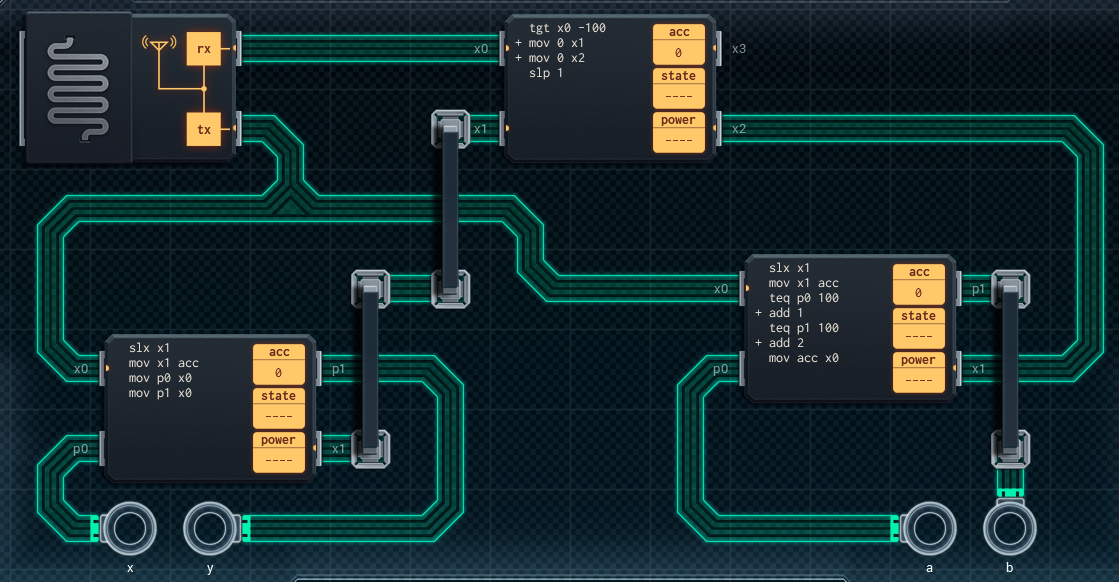 rx
tx
x0
tgt x0 -100
+ mov 0 x1
+ mov 0 x2
slp 1
acc
0
state
----
power
----
x3
x1
x2
x0
slx x1
mov x1 acc
teq p0 100
+ add 1
teq p1 100
+ add 2
mov acc x0
acc
0
state
----
power
----
p1
p0
x1
x0
slx x1
mov x1 acc
mov p0 x0
mov p1 x0
acc
0
state
----
power
----
p1
p0
x1
x
y
a
b